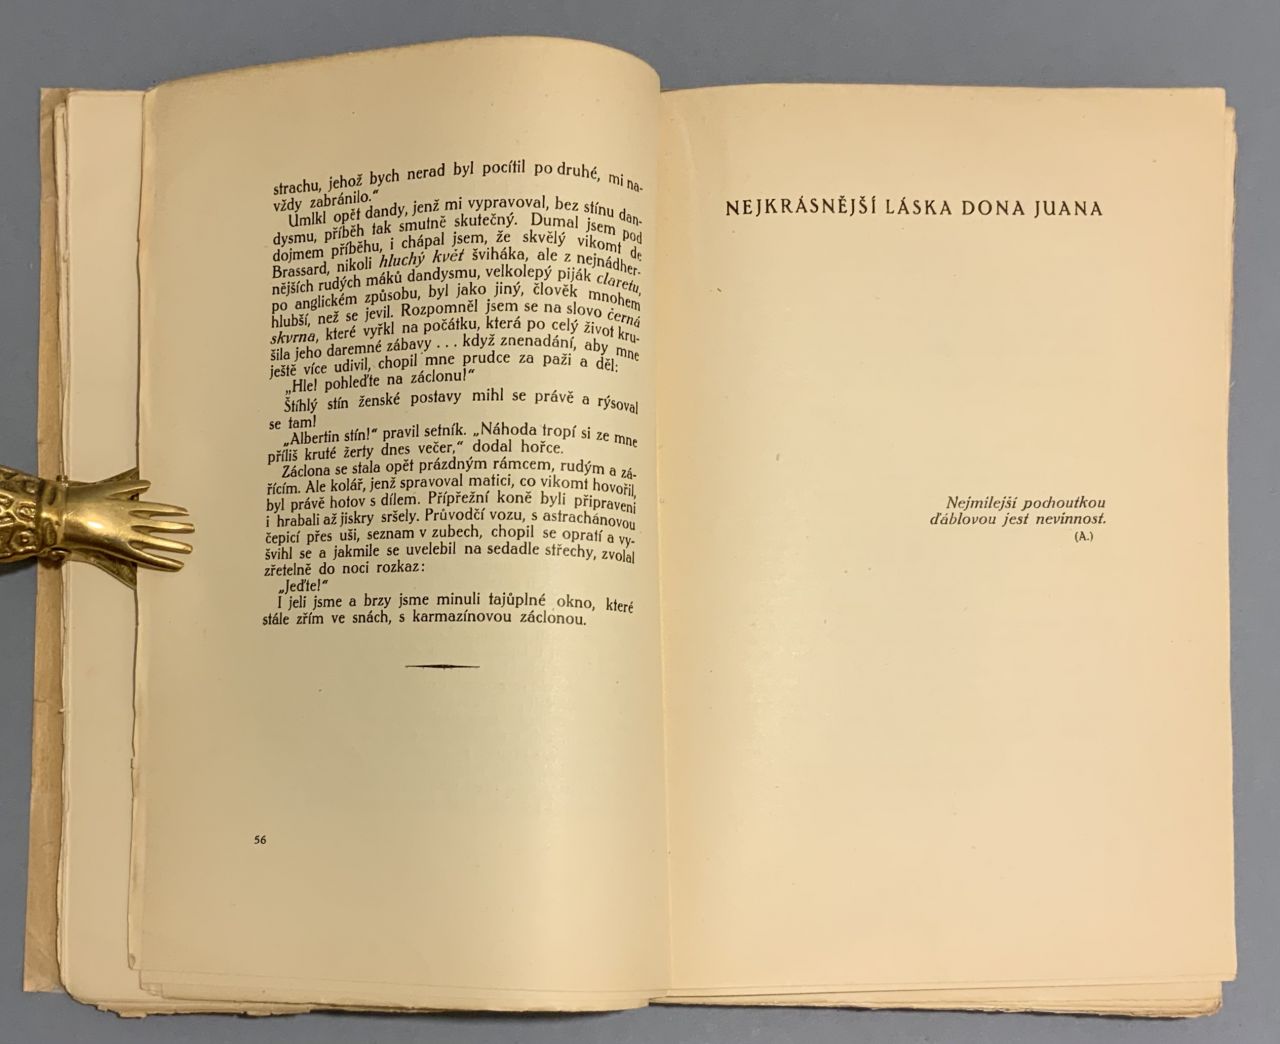 strachu, jehož bych nerad byl pocítil po druhé, mi na-
vždy zabránilo.“
Umlkl opět dandy, jenž mi vypravoval, bez stínu dan-
dysmu, příběh tak smutně skutečný. Dumal jsem pod
dojmem příběhu, i chápal jsem, že skvělý vikomt de
Brassard, nikoli hluchý květ šviháka, ale z nejnádher-
nějších rudých máků dandysmu, velkolepý piják claretu,
po anglickém způsobu, byl jako jiný, člověk mnohem
hlubší, než se jevil. Rozpomněl jsem se na slovo černá
skvrna, které vyřkl na počátku, která po celý život kru-
šila jeho daremné zábavy . . . když znenadání, aby mne
ještě více udivil, chopil mne prudce za paži a děl:
„Hle! pohleďte na záclonu!“
Štíhlý stín ženské postavy mihl se právě a rýsoval
se tam!
„Albertin stín!“ pravil setník. „Náhoda tropí si ze mne
příliš kruté žerty dnes večer,“ dodal hořce.
Záclona se stala opět prázdným rámcem, rudým a zá-
řícím. Ale kolář, jenž spravoval matici, co vikomt hovořil,
byl právě hotov s dílem. Přípřežní koně byli připraveni
i hrabali až jiskry sršely. Průvodčí vozu, s astrachánovou
čepicí přes uši, seznam v zubech, chopil se opratí a vy-
švihl se a jakmile se uvelebil na sedadle střechy, zvolal
zřetelně do noci rozkaz:
„Jeďte!“
I jeli jsme a brzy jsme minuli tajůplné okno, které
stále zřím ve snách, s karmazínovou záclonou.
56
NEJKRÁSNĚJŠÍ LÁSKA DONA JUANA
Nejmilejší pochoutkou
ďáblovou jest nevinnost.
(A.)